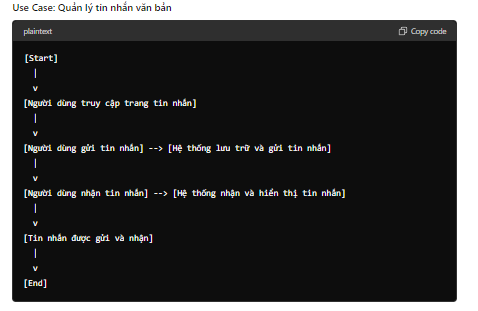 Use Case: Quản lý tin nhắn văn bản
plaintext
Copy code
[Start]
|
v
[Người dùng truy cập trang tin nhắn]
|
v
[Người dùng gửi tin nhắn] --> [Hệ thống lưu trữ và gửi tin nhắn]
|
v
[Người dùng nhận tin nhắn] --> [Hệ thống nhận và hiển thị tin nhắn]
|
v
[Tin nhắn được gửi và nhận]
|
v
[End]